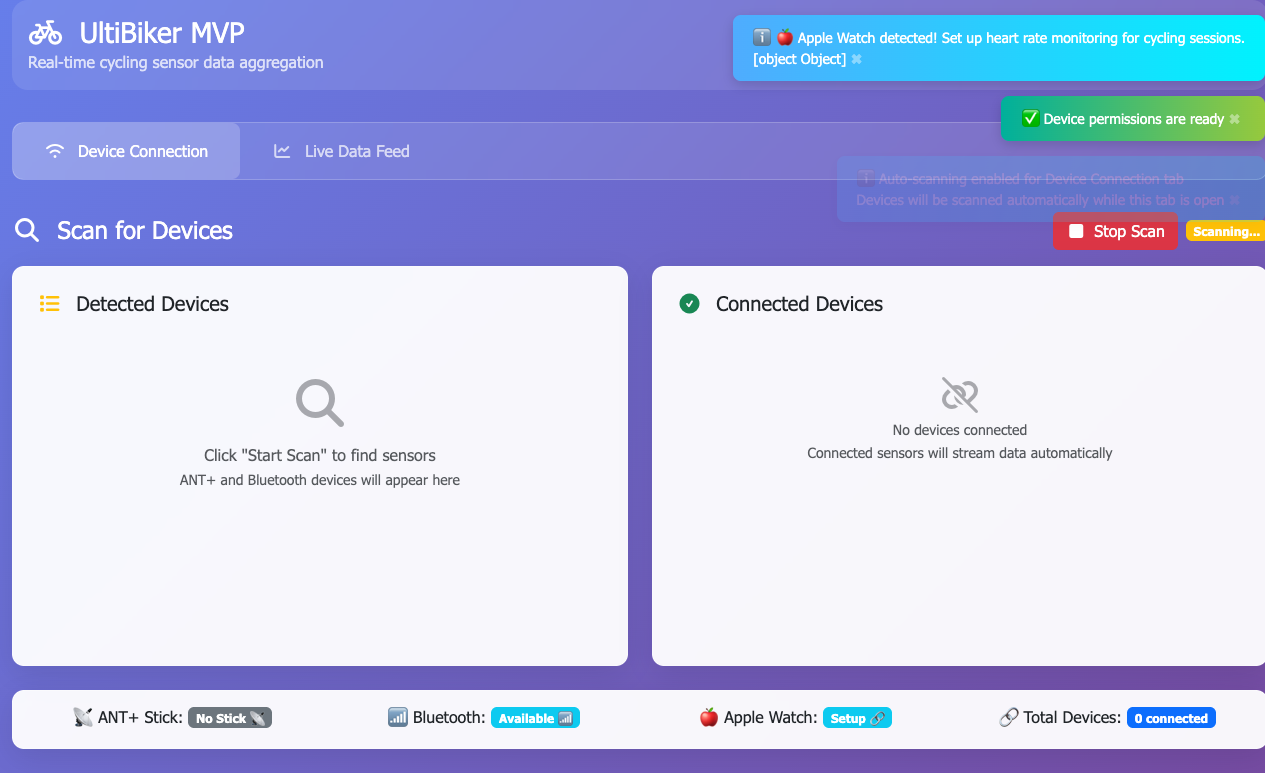 UltiBiker MVP
Real-time cycling sensor data aggregation
ℹ️ 🍎 Apple Watch detected! Set up heart rate monitoring for cycling sessions.
[object Object] ✖
✅ Device permissions are ready ✖
Device Connection
Live Data Feed
ℹ️ Auto-scanning enabled for Device Connection tab
Devices will be scanned automatically while this tab is open ✖
Scan for Devices
Stop Scan
Scanning...
Detected Devices
Click "Start Scan" to find sensors
ANT+ and Bluetooth devices will appear here
Connected Devices
No devices connected
Connected sensors will stream data automatically
📡 ANT+ Stick: No Stick 📡
📶 Bluetooth: Available 📶
🍎 Apple Watch: Setup 🔗
🔗 Total Devices: 0 connected